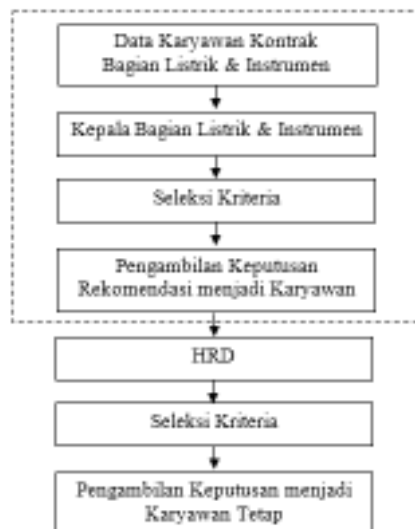 Data Karyawan Kontrak
Bagian Listrik & Instrumen
Kepala Bagian Listrik & Instrumen
Seleksi Kriteria
Pengambilan Keputusan
Rekomendasi menjadi Karyawan
HRD
Seleksi Kriteria
Pengambilan Keputusan menjadi
Karyawan Tetap